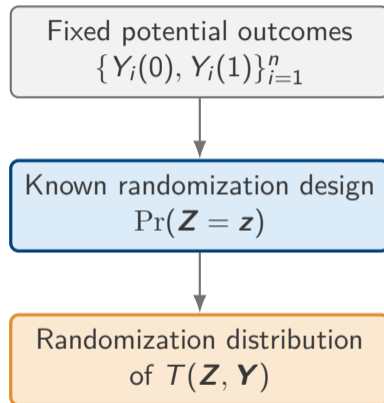 Fixed potential outcomes
{Y_i(0), Y_i(1)}_{i=1}^n
Known randomization design
Pr(Z = z)
Randomization distribution
of T(Z, Y)